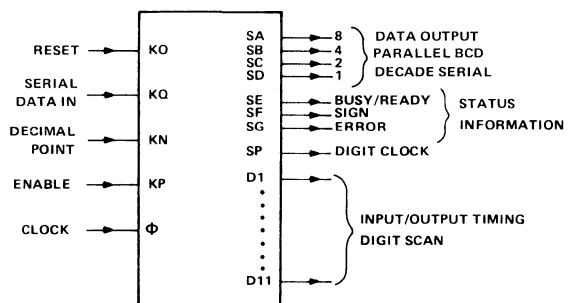 RESET
KO
SERIAL
DATA IN
KQ
DECIMAL
POINT
KN
ENABLE
KP
CLOCK
Φ
SA 8
SB 4
SC 2
SD 1
DATA OUTPUT
PARALLEL BCD
DECADE SERIAL
SE BUSY/READY
SF SIGN
SG ERROR
STATUS
INFORMATION
SP DIGIT CLOCK
D1
D11
INPUT/OUTPUT TIMING
DIGIT SCAN